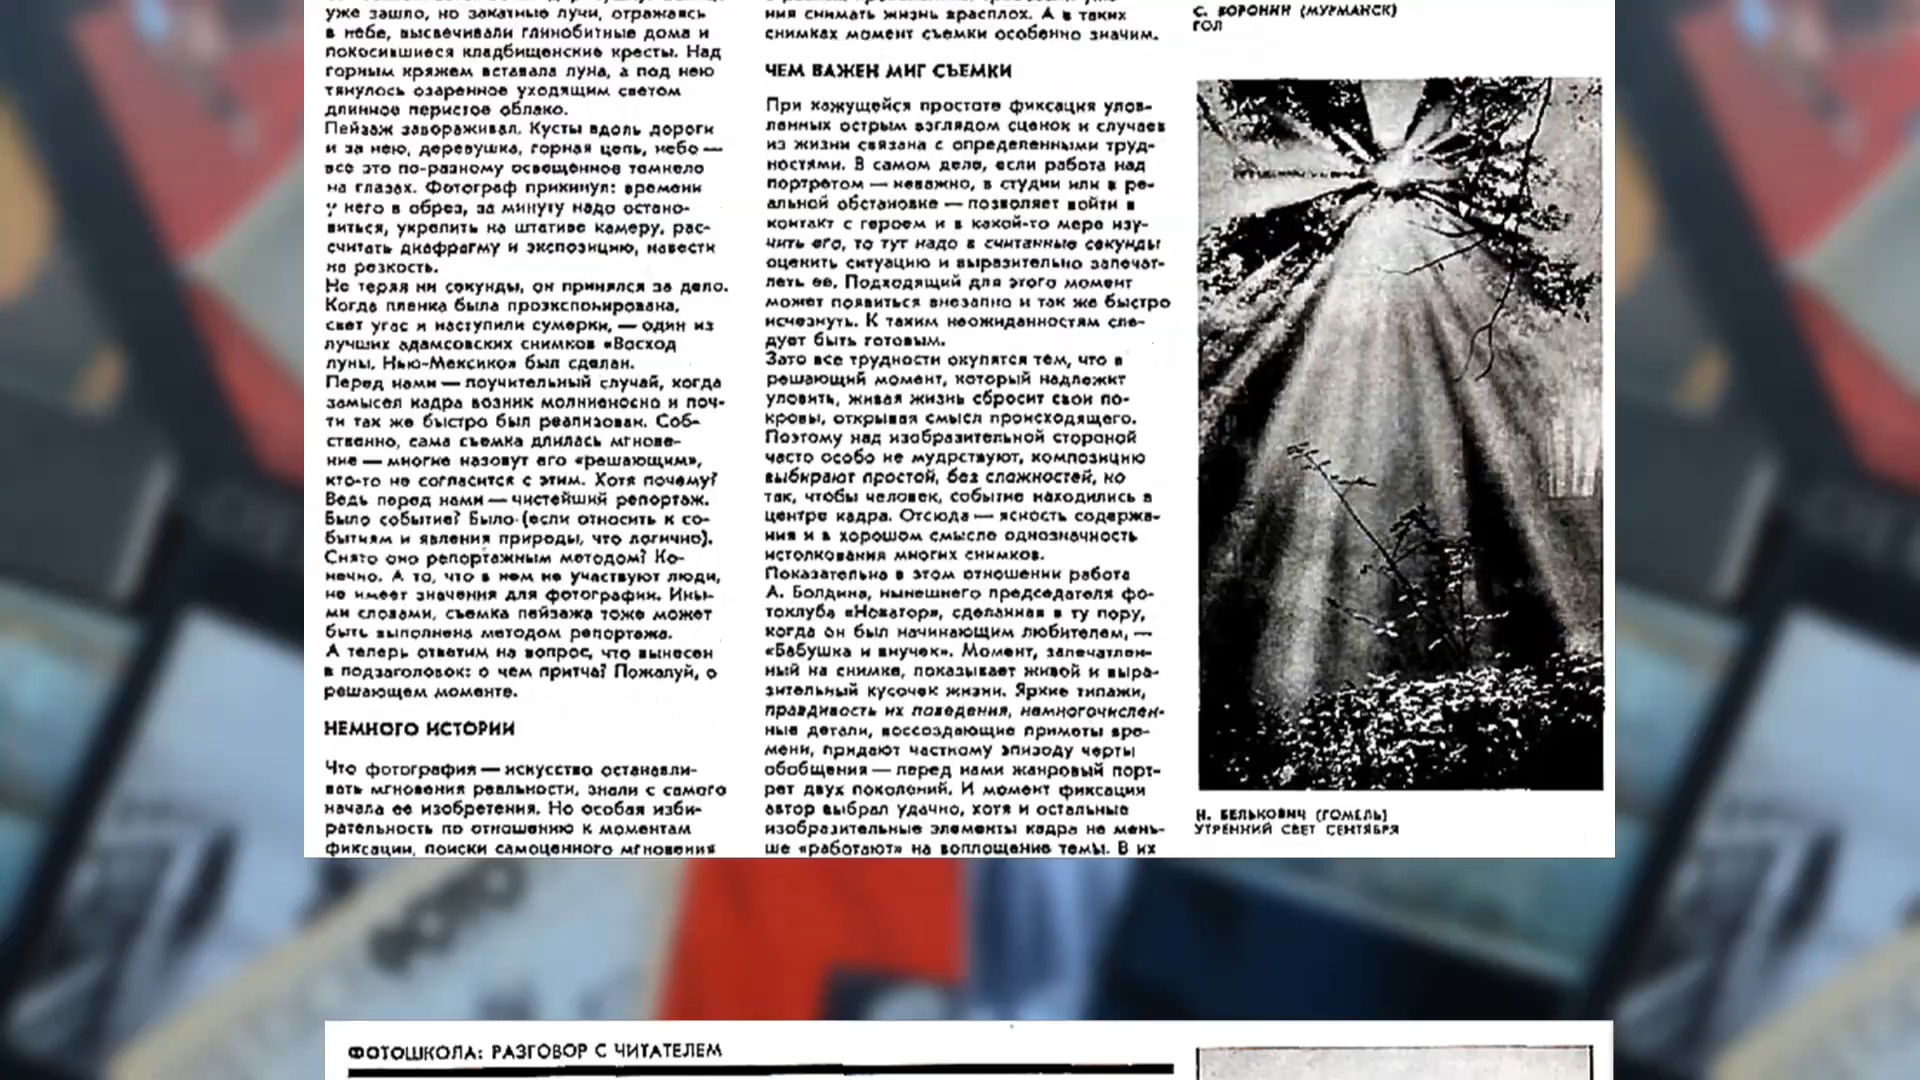 уже зашло, но закатные лучи, отражаясь
в небе, высвечивали глинобитные дома и
покосившиеся кладбищенские кресты. Над
горным кряжем вставала луна, а под нею
тянулось озаренное уходящим светом
длинное перистое облако.
Пейзаж завораживал. Кусты вдоль дороги
и за нею, деревушка, горная цепь, небо —
все это по-разному освещенное темнело
на глазах. Фотограф прикинул: времени
у него в обрез, за минуту надо остано-
виться, укрепить на штативе камеру, рас-
считать диафрагму и экспозицию, навести
на резкость.
Не теряя ни секунды, он принялся за дело.
Когда пленка была проэкспонирована,
свет угас и наступили сумерки, — один из
лучших адамсовских снимков «Восход
луны, Нью-Мексико» был сделан.
Перед нами — поучительный случай, когда
замысел кадра возник молниеносно и поч-
ти так же быстро был реализован. Соб-
ственно, сама съемка длилась мгнове-
ние — многие назовут его «решающим»,
кто-то не согласится с этим. Хотя почему?
Ведь перед нами — чистейший репортаж.
Было событие? Было (если относить к со-
бытиям и явления природы, что логично).
Снято оно репортажным методом? Ко-
нечно. А то, что в нем не участвуют люди,
не имеет значения для фотографии. Ины-
ми словами, съемка пейзажа тоже может
быть выполнена методом репортажа.
А теперь ответим на вопрос, что вынесен
в подзаголовок: о чем притча? Пожалуй, о
решающем моменте.
НЕМНОГО ИСТОРИИ
Что фотография — искусство останавли-
вать мгновения реальности, знали с самого
начала ее изобретения. Но особая изби-
рательность по отношению к моментам
фиксации, поиски самоценного мгновения
ния снимать жизнь врасплох. А в таких
снимках момент съемки особенно значим.
ЧЕМ ВАЖЕН МИГ СЪЕМКИ
При кажущейся простоте фиксация улов-
ленных острым взглядом сценок и случаев
из жизни связана с определенными труд-
ностями. В самом деле, если работа над
портретом — неважно, в студии или в ре-
альной обстановке — позволяет войти в
контакт с героем и в какой-то мере изу-
чить его, то тут надо в считанные секунды
оценить ситуацию и выразительно запечат-
леть ее. Подходящий для этого момент
может появиться внезапно и так же быстро
исчезнуть. К таким неожиданностям сле-
дует быть готовым.
Зато все трудности окупятся тем, что в
решающий момент, который надлежит
уловить, живая жизнь сбросит свои по-
кровы, открывая смысл происходящего.
Поэтому над изобразительной стороной
часто особо не мудрствуют, композицию
выбирают простой, без сложностей, но
так, чтобы человек, событие находились в
центре кадра. Отсюда — ясность содержа-
ния и в хорошом смысле однозначность
истолкования многих снимков.
Показательна в этом отношении работа
А. Болдина, нынешнего председателя фо-
токлуба «Новатор», сделанная в ту пору,
когда он был начинающим любителем, —
«Бабушка и внучек». Момент, запечатлен-
ный на снимке, показывает живой и выра-
зительный кусочек жизни. Яркие типажи,
правдивость их поведения, немногочислен-
ные детали, воссоздающие приметы вре-
мени, придают частному эпизоду черты
обобщения — перед нами жанровый порт-
рет двух поколений. И момент фиксации
автор выбрал удачно, хотя и остальные
изобразительные элементы кадра не мень-
ше «работают» на воплощение темы. В их
С. ВОРОНИН (МУРМАНСК)
ГОЛ
Н. БЕЛЬКОВИЧ (ГОМЕЛЬ)
УТРЕННИЙ СВЕТ СЕНТЯБРЯ
ФОТОШКОЛА: РАЗГОВОР С ЧИТАТЕЛЕМ